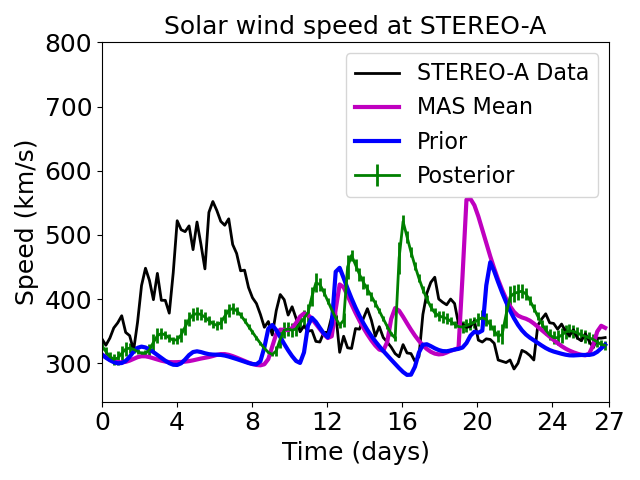 Solar wind speed at STEREO-A
800
700
600
500
400
300
Speed (km/s)
STEREO-A Data
MAS Mean
Prior
Posterior
0 4 8 12 16 20 24 27
Time (days)